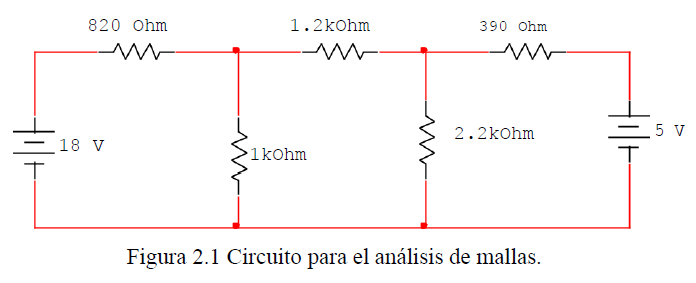 820 Ohm
1.2kOhm
390 Ohm
18 V
1kOhm
2.2kOhm
5 V
Figura 2.1 Circuito para el análisis de mallas.